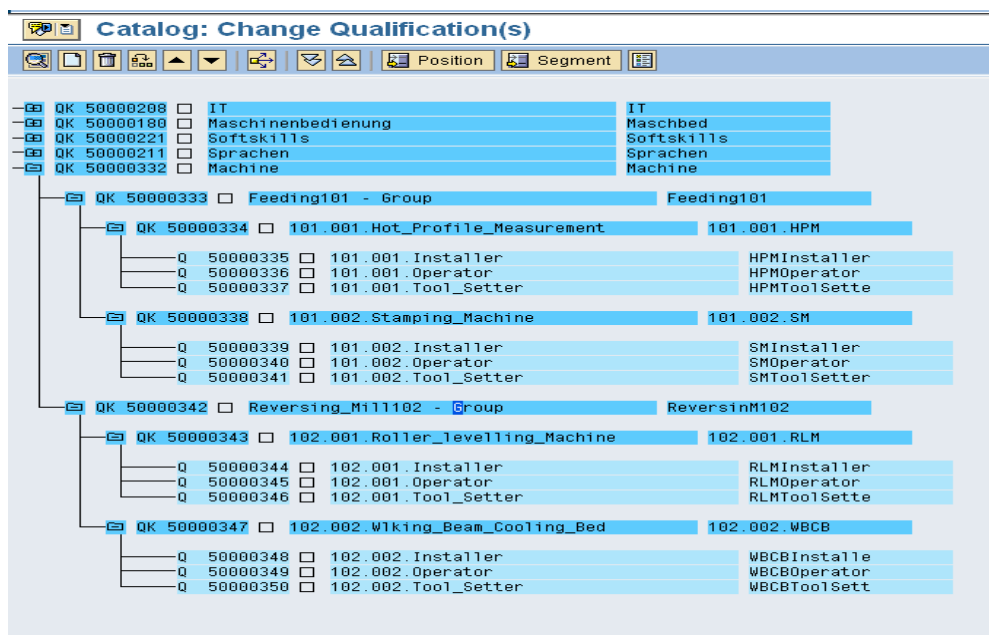 Catalog: Change Qualification(s)
Position Segment
QK 50000208 IT IT
QK 50000180 Maschinenbedienung Maschbed
QK 50000221 Softskills Softskills
QK 50000211 Sprachen Sprachen
QK 50000332 Machine Machine
QK 50000333 Feeding101 - Group Feeding101
QK 50000334 101.001.Hot_Profile_Measurement 101.001.HPM
Q 50000335 101.001.Installer HPMInstaller
Q 50000336 101.001.Operator HPMOperator
Q 50000337 101.001.Tool_Setter HPMToolSette
QK 50000338 101.002.Stamping_Machine 101.002.SM
Q 50000339 101.002.Installer SMInstaller
Q 50000340 101.002.Operator SMOperator
Q 50000341 101.002.Tool_Setter SMToolSetter
QK 50000342 Reversing_Mill102 - Group ReversinM102
QK 50000343 102.001.Roller_levelling_Machine 102.001.RLM
Q 50000344 102.001.Installer RLMInstaller
Q 50000345 102.001.Operator RLMOperator
Q 50000346 102.001.Tool_Setter RLMToolSette
QK 50000347 102.002.Wlking_Beam_Cooling_Bed 102.002.WBCB
Q 50000348 102.002.Installer WBCBInstalle
Q 50000349 102.002.Operator WBCBOperator
Q 50000350 102.002.Tool_Setter WBCBToolSett